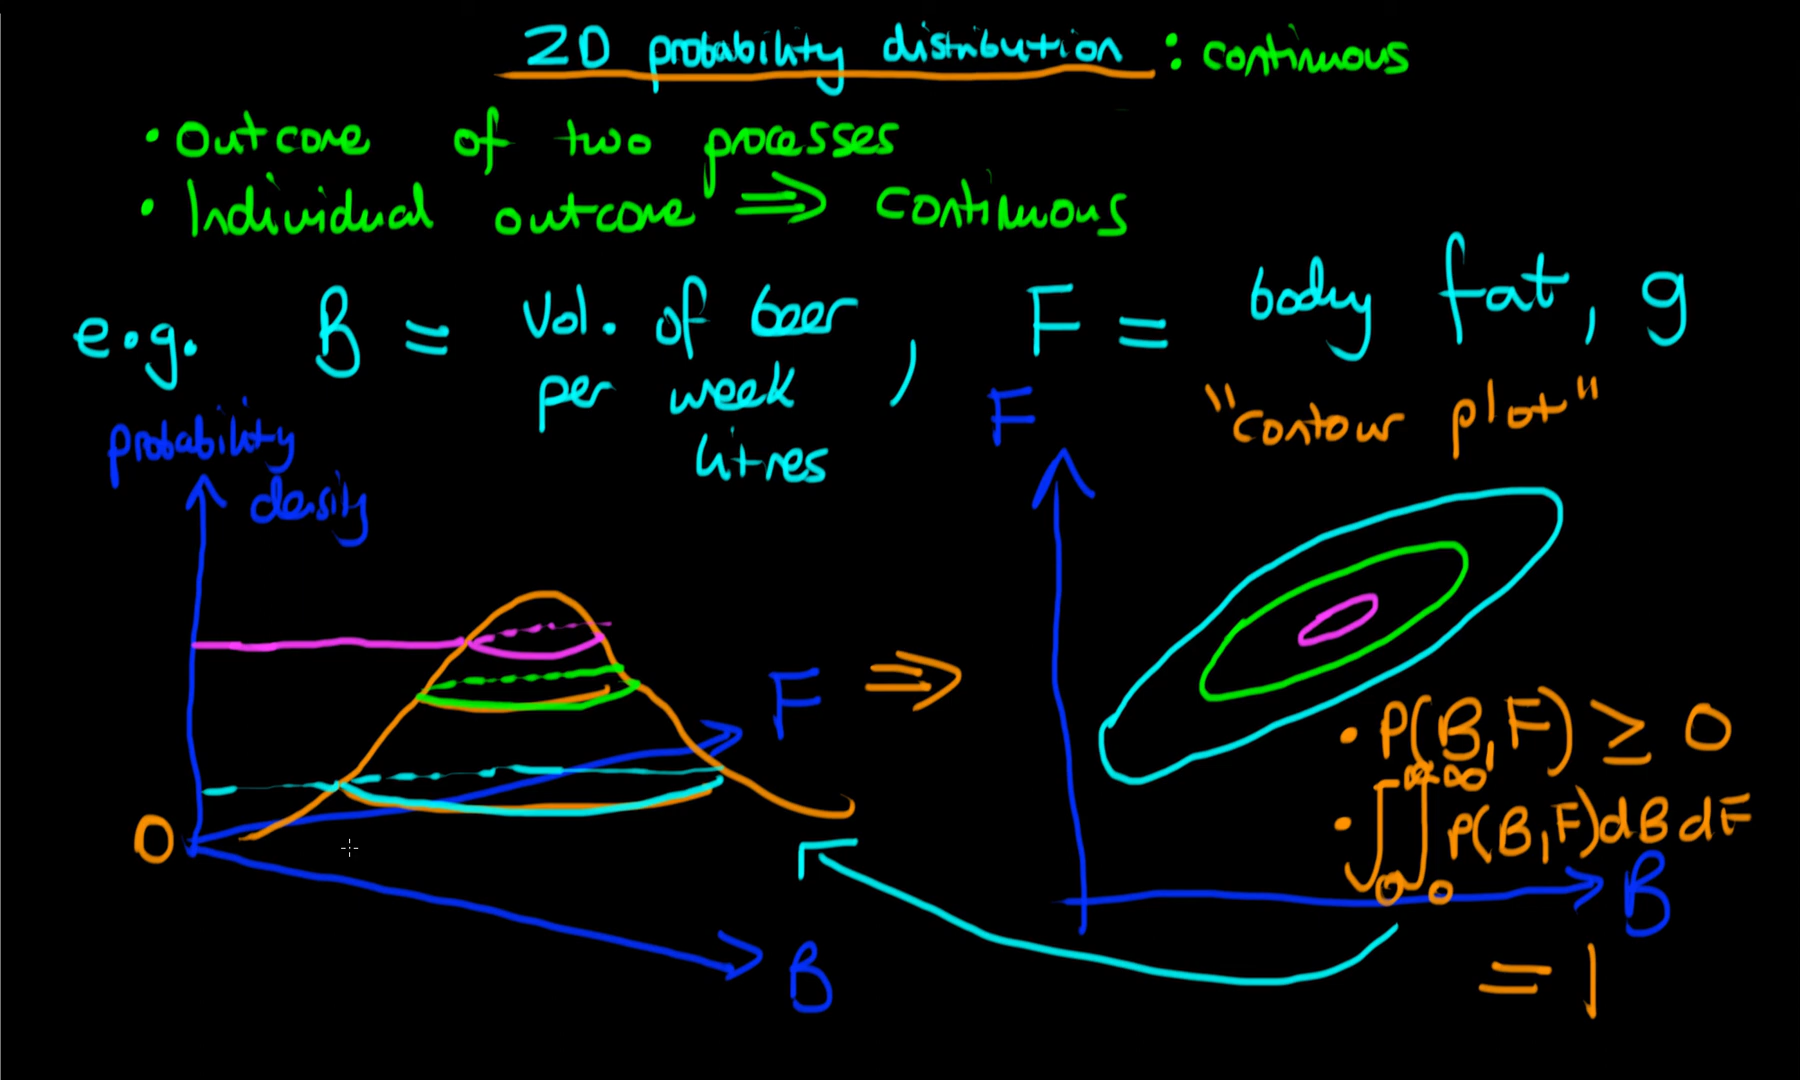 2D probability distribution : continuous
• Outcome of two processes
• Individual outcome ⇒ continuous
e.g. B = Vol. of beer per week litres , F = body fat, g
"contour plot"
probability density
F
B
0
⇒
F
B
• P(B,F) ≥ 0
• ∫₀^∞ ∫₀^∞ P(B,F)dBdF
= 1